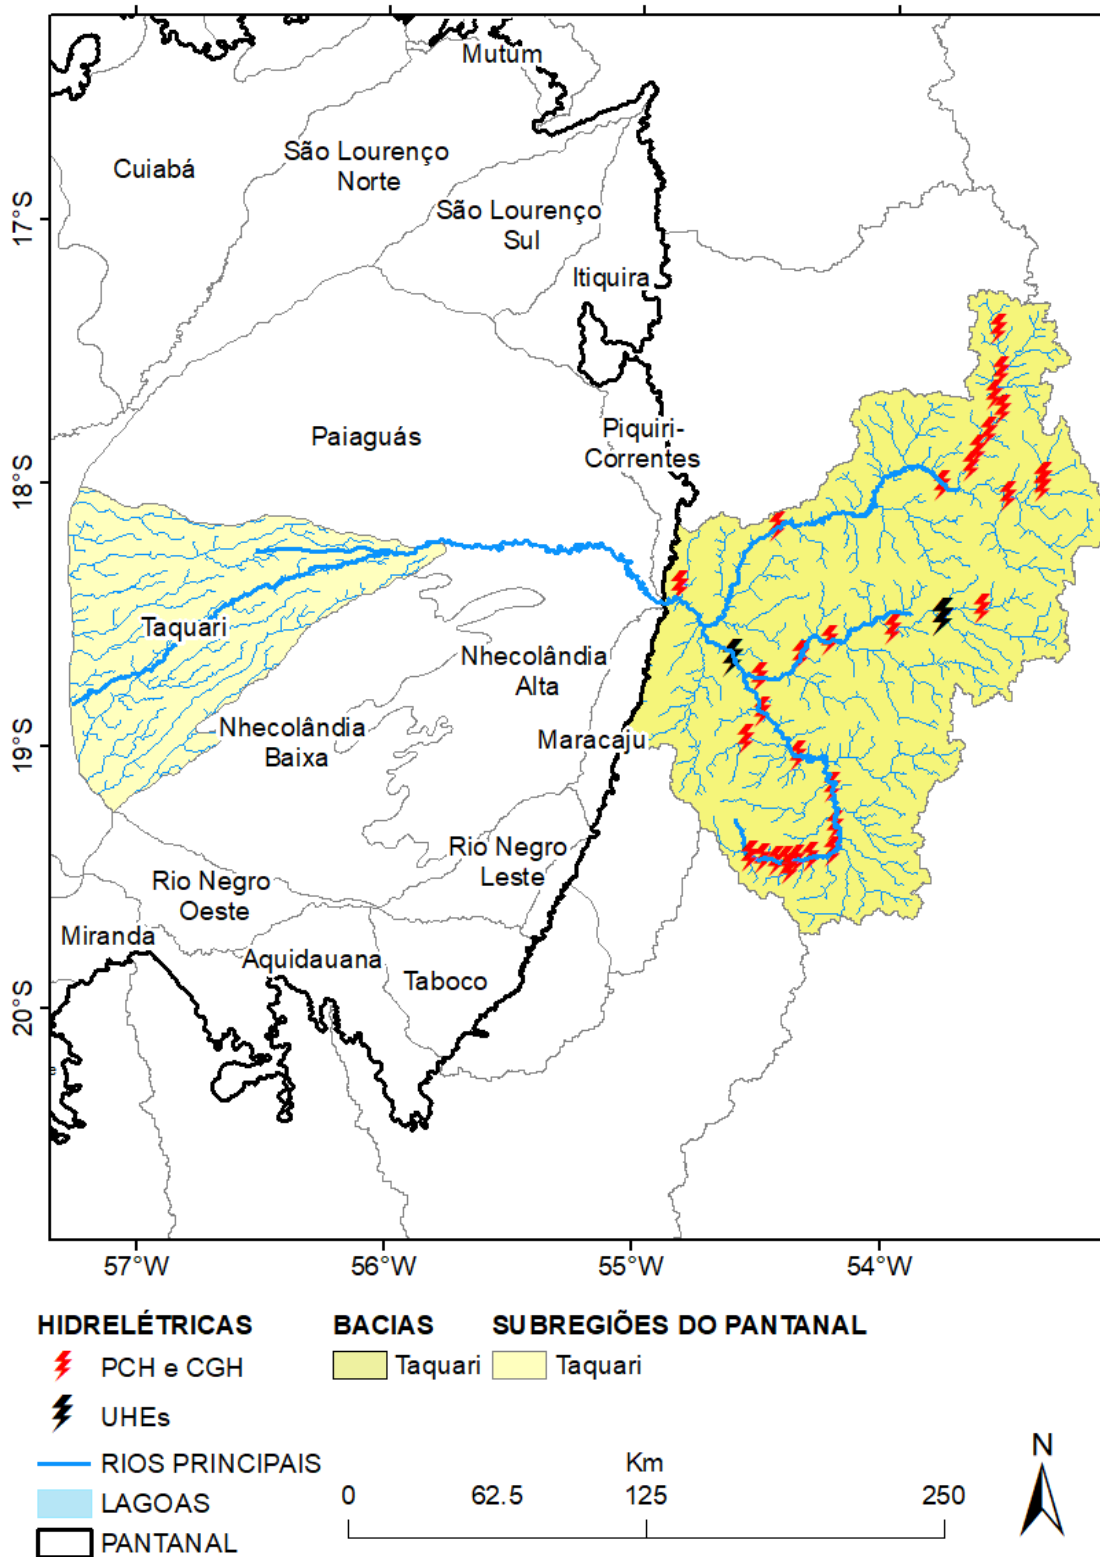 Mutum
Cuiabá
São Lourenço
Norte
São Lourenço
Sul
17°S
Itiquira
Paiaguás
Piquiri-
Correntes
18°S
Taquari
Nhecolândia
Alta
Nhecolândia
Baixa
Maracaju
19°S
Rio Negro
Leste
Rio Negro
Oeste
Miranda
Aquidauana
Taboco
20°S
e
57°W
56°W
55°W
54°W
HIDRELÉTRICAS
PCH e CGH
UHEs
RIOS PRINCIPAIS
LAGOAS
PANTANAL
BACIAS
Taquari
SUBREGIÕES DO PANTANAL
Taquari
Km
0 62.5 125 250
N